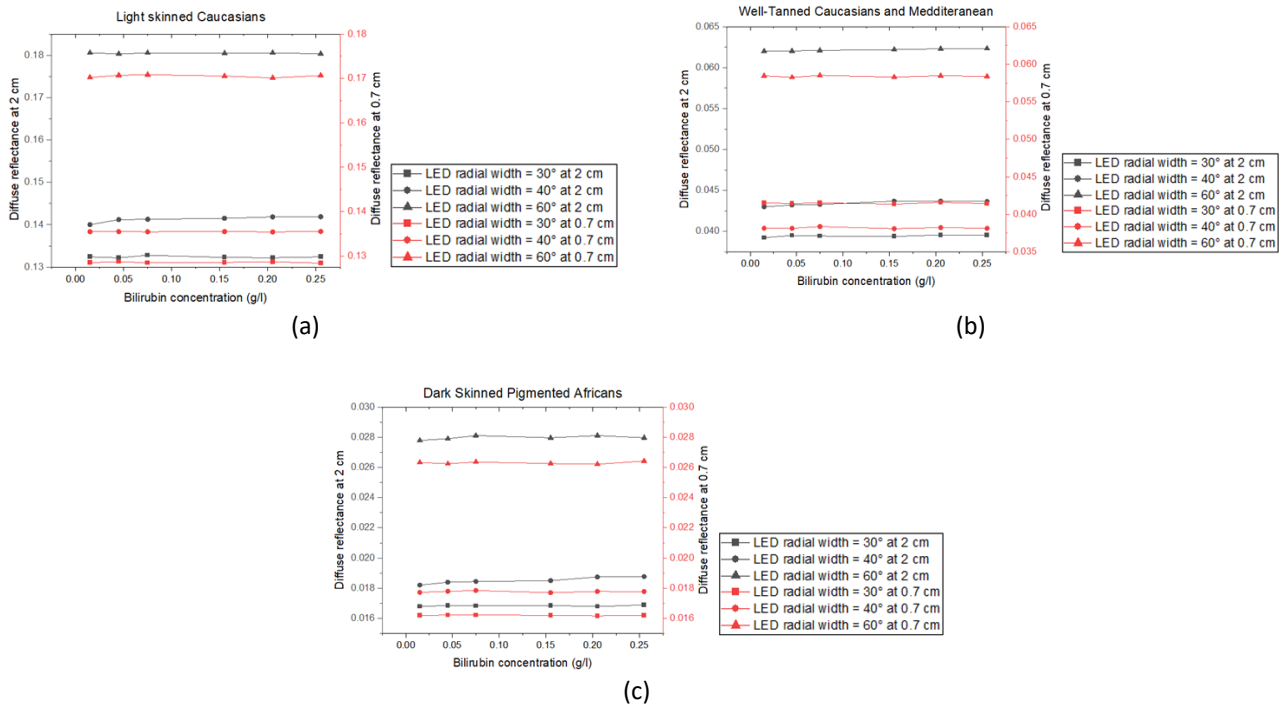 Light skinned Caucasians
0.18
0.17
0.16
0.15
0.14
0.13
Diffuse reflectance at 2 cm
0.18
0.17
0.16
0.15
0.14
0.13
Diffuse reflectance at 0.7 cm
0.00 0.05 0.10 0.15 0.20 0.25
Bilirubin concentration (g/l)
LED radial width = 30° at 2 cm
LED radial width = 40° at 2 cm
LED radial width = 60° at 2 cm
LED radial width = 30° at 0.7 cm
LED radial width = 40° at 0.7 cm
LED radial width = 60° at 0.7 cm
(a)
Well-Tanned Caucasians and Medditeranean
0.065
0.060
0.055
0.050
0.045
0.040
Diffuse reflectance at 2 cm
0.065
0.060
0.055
0.050
0.045
0.040
0.035
Diffuse reflectance at 0.7 cm
0.00 0.05 0.10 0.15 0.20 0.25
Bilirubin concentration (g/l)
LED radial width = 30° at 2 cm
LED radial width = 40° at 2 cm
LED radial width = 60° at 2 cm
LED radial width = 30° at 0.7 cm
LED radial width = 40° at 0.7 cm
LED radial width = 60° at 0.7 cm
(b)
Dark Skinned Pigmented Africans
0.030
0.028
0.026
0.024
0.022
0.020
0.018
0.016
Diffuse reflectance at 2 cm
0.030
0.028
0.026
0.024
0.022
0.020
0.018
0.016
Diffuse reflectance at 0.7 cm
0.00 0.05 0.10 0.15 0.20 0.25
Bilirubin concentration (g/l)
LED radial width = 30° at 2 cm
LED radial width = 40° at 2 cm
LED radial width = 60° at 2 cm
LED radial width = 30° at 0.7 cm
LED radial width = 40° at 0.7 cm
LED radial width = 60° at 0.7 cm
(c)